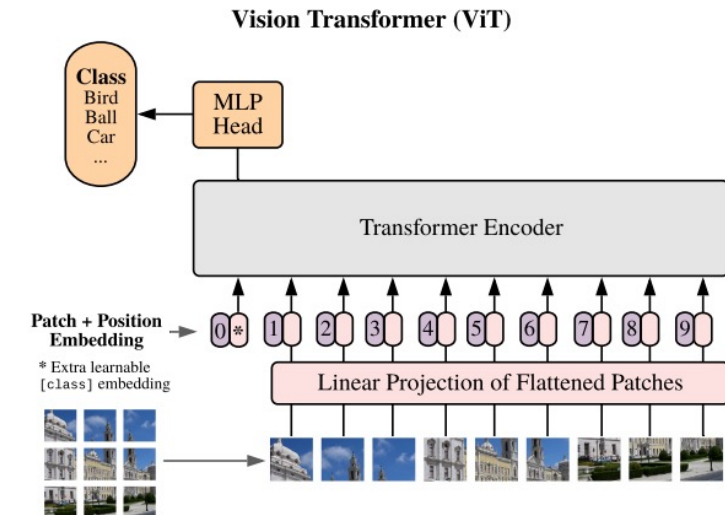 Vision Transformer (ViT)
Class
Bird
Ball
Car
...
MLP
Head
Transformer Encoder
Patch + Position
Embedding
0 * 1 2 3 4 5 6 7 8 9
* Extra learnable
[class] embedding
Linear Projection of Flattened Patches